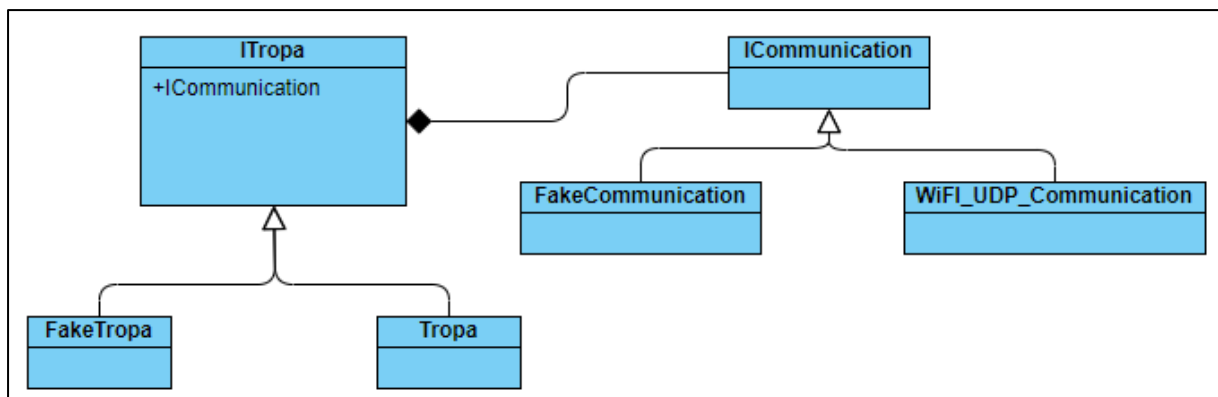 ITropa
+ICommunication
ICommunication
FakeCommunication
WiFI_UDP_Communication
FakeTropa
Tropa